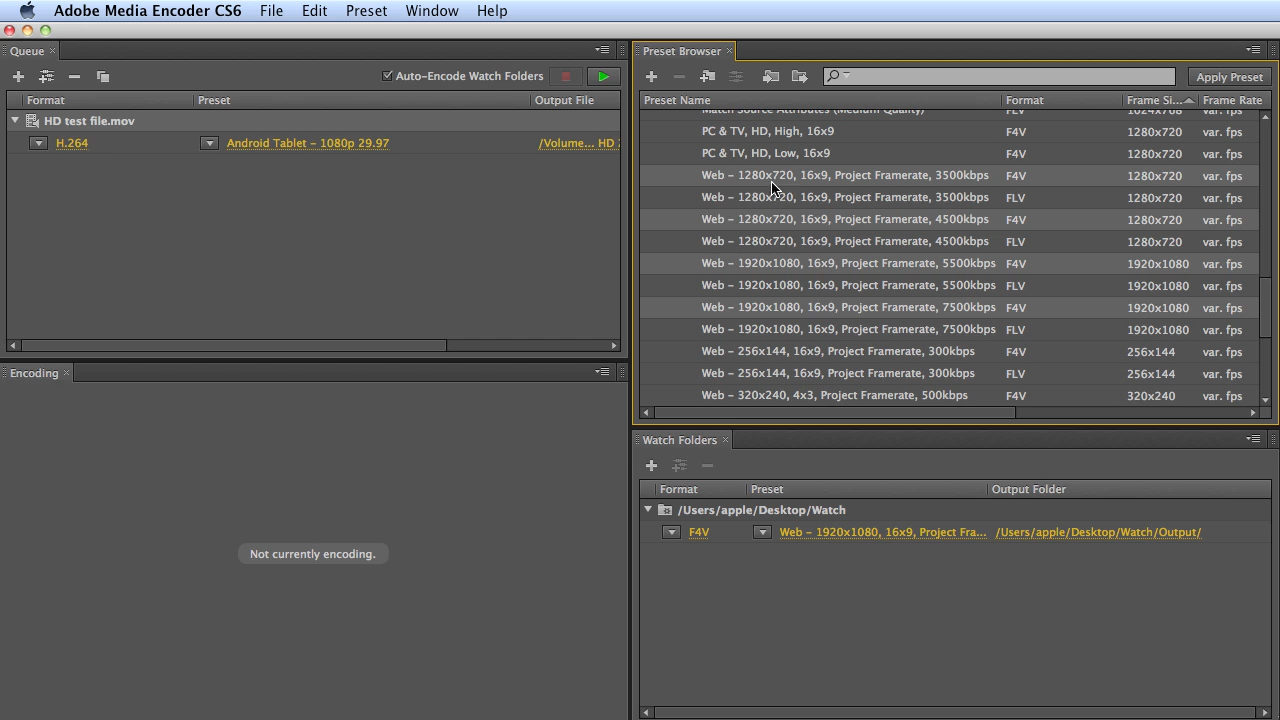 Adobe Media Encoder CS6 File Edit Preset Window Help
Queue
Auto-Encode Watch Folders
Format Preset Output File
HD test file.mov
H.264 Android Tablet – 1080p 29.97 /Volume... HD
Encoding
Not currently encoding.
Preset Browser
Apply Preset
Preset Name Format Frame Si... Frame Rate
Match Source Attributes (Medium Quality) FLV 1024x768 var. fps
PC & TV, HD, High, 16x9 F4V 1280x720 var. fps
PC & TV, HD, Low, 16x9 F4V 1280x720 var. fps
Web – 1280x720, 16x9, Project Framerate, 3500kbps F4V 1280x720 var. fps
Web – 1280x720, 16x9, Project Framerate, 3500kbps FLV 1280x720 var. fps
Web – 1280x720, 16x9, Project Framerate, 4500kbps F4V 1280x720 var. fps
Web – 1280x720, 16x9, Project Framerate, 4500kbps FLV 1280x720 var. fps
Web – 1920x1080, 16x9, Project Framerate, 5500kbps F4V 1920x1080 var. fps
Web – 1920x1080, 16x9, Project Framerate, 5500kbps FLV 1920x1080 var. fps
Web – 1920x1080, 16x9, Project Framerate, 7500kbps F4V 1920x1080 var. fps
Web – 1920x1080, 16x9, Project Framerate, 7500kbps FLV 1920x1080 var. fps
Web – 256x144, 16x9, Project Framerate, 300kbps F4V 256x144 var. fps
Web – 256x144, 16x9, Project Framerate, 300kbps FLV 256x144 var. fps
Web – 320x240, 4x3, Project Framerate, 500kbps F4V 320x240 var. fps
Watch Folders
Format Preset Output Folder
/Users/apple/Desktop/Watch
F4V Web – 1920x1080, 16x9, Project Fra... /Users/apple/Desktop/Watch/Output/